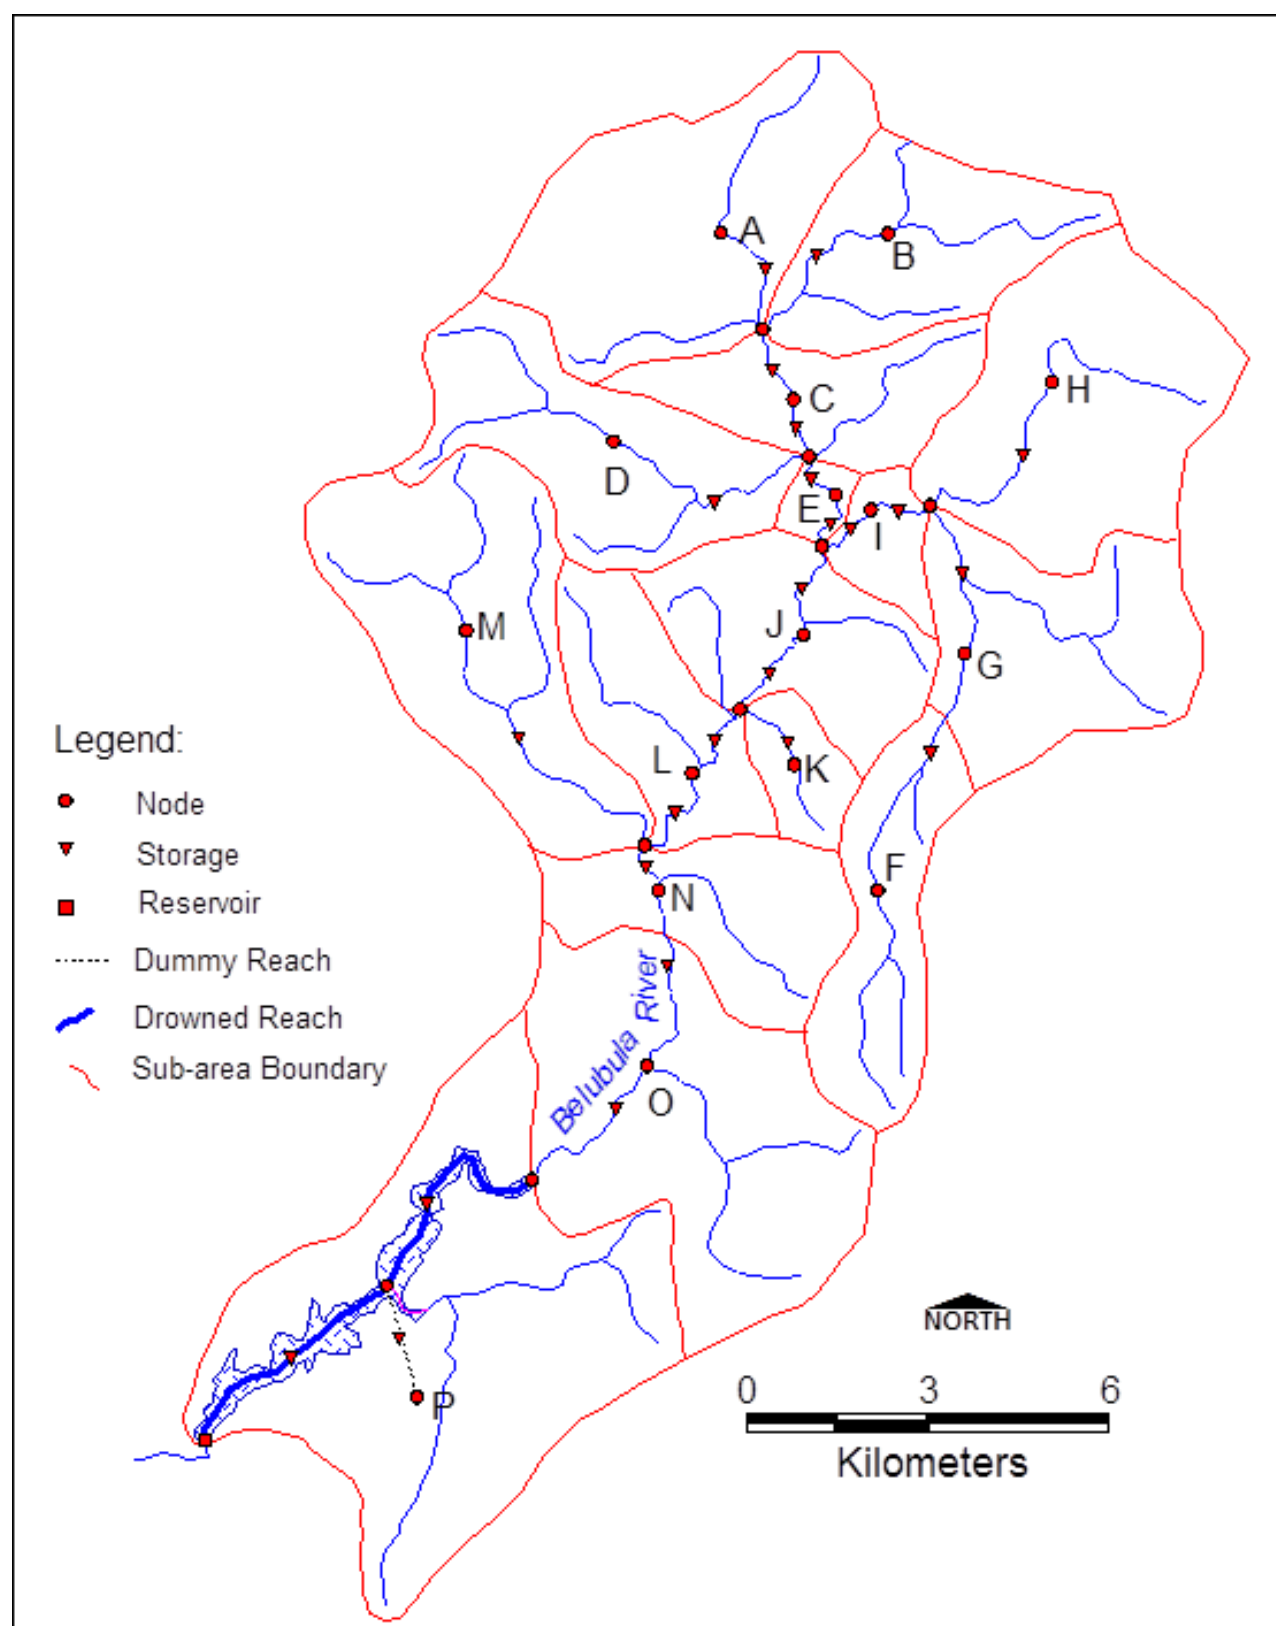 A
B
H
C
D
E
I
M
J
G
Legend:
L
K
Node
Storage
F
N
Reservoir
Dummy Reach
Belubula River
Drowned Reach
Sub-area Boundary
O
NORTH
P
0 3 6
Kilometers